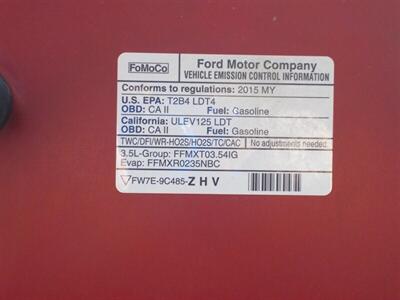 FoMoCo
Ford Motor Company
VEHICLE EMISSION CONTROL INFORMATION
Conforms to regulations: 2015 MY
U.S. EPA: T2B4 LDT4
OBD: CA II Fuel: Gasoline
California: ULEV125 LDT
OBD: CA II Fuel: Gasoline
TWC/DFI/WR-HO2S/HO2S/TC/CAC No adjustments needed.
3.5L-Group: FFMXT03.54IG
Evap: FFMXR0235NBC
FW7E-9C485-Z H V